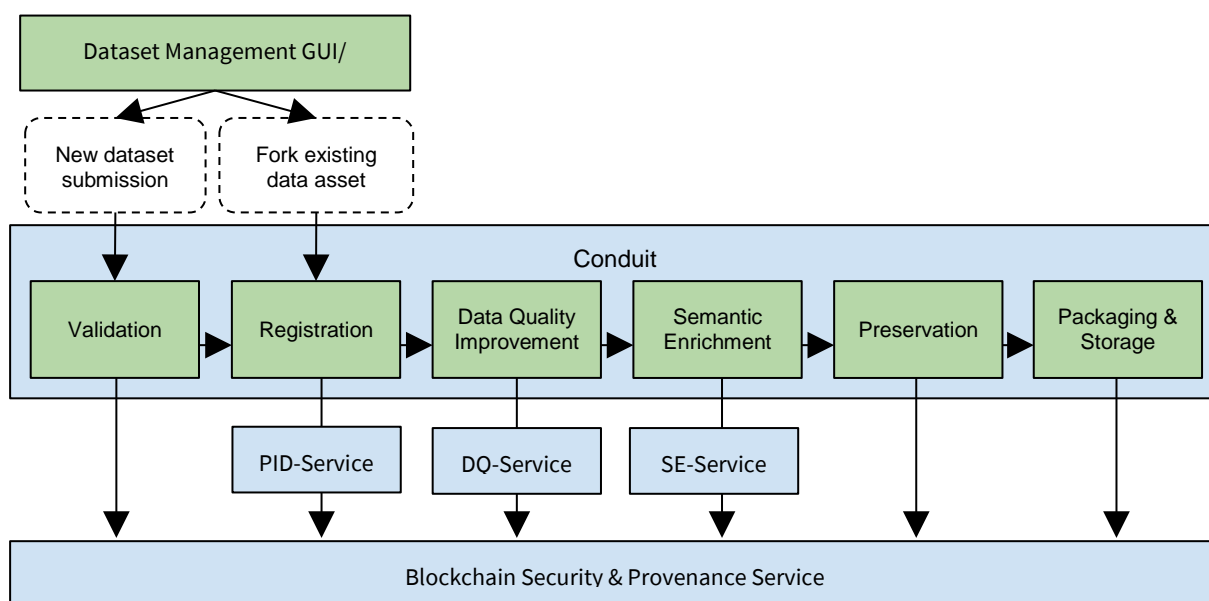 Dataset Management GUI/
New dataset
submission
Fork existing
data asset
Conduit
Validation
Registration
Data Quality
Improvement
Semantic
Enrichment
Preservation
Packaging &
Storage
PID-Service
DQ-Service
SE-Service
Blockchain Security & Provenance Service